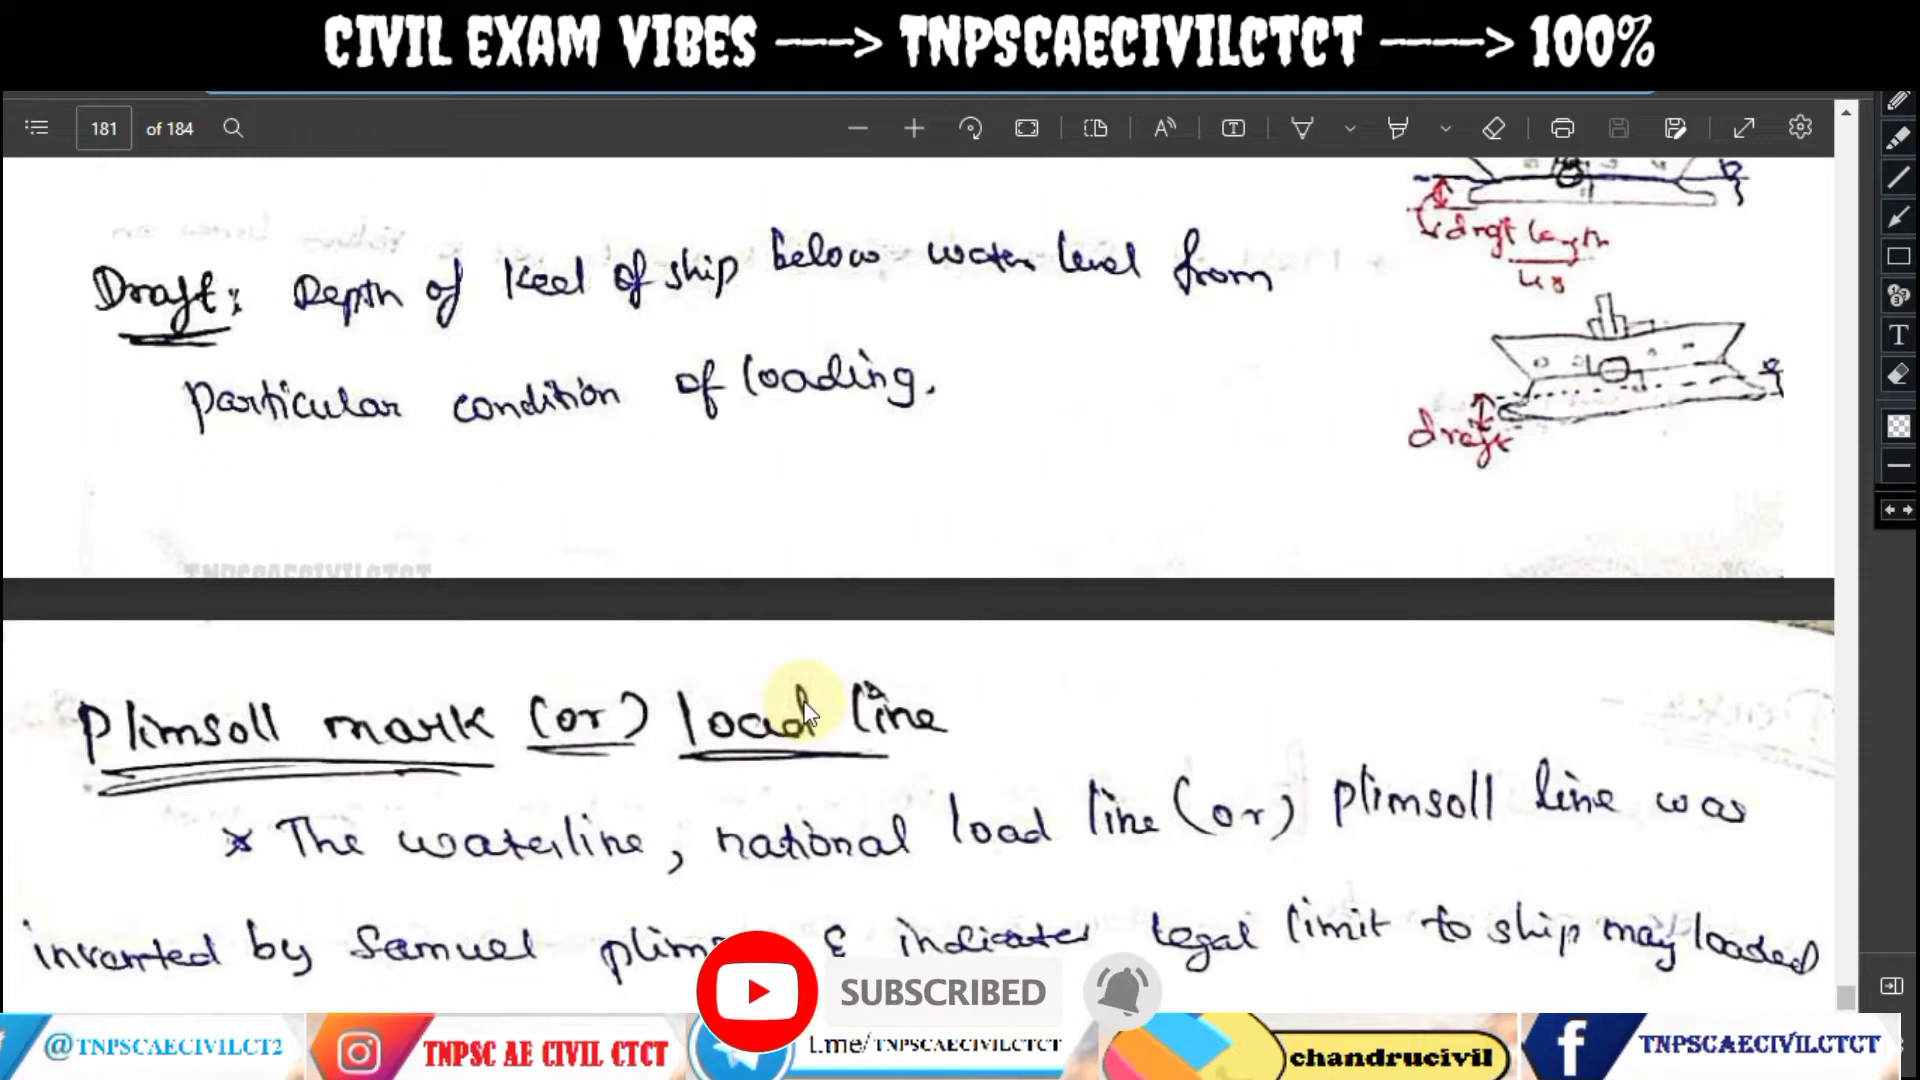 CIVIL EXAM VIBES ---> TNPSCAECIVILCTCT ----> 100%
181 of 184
draft length
Draft: Depth of keel of ship below water level from
particular condition of loading.
draft
TNPSCAECIVILCTCT
Plimsoll mark (or) load line
* The waterline, national load line (or) plimsoll line was
invented by Samuel & indicates legal limit to ship may loaded
SUBSCRIBED
@TNPSCAECIVILCT2
TNPSC AE CIVIL CTCT
t.me/TNPSCAECIVILCTCT
chandrucivil
TNPSCAECIVILCTCT